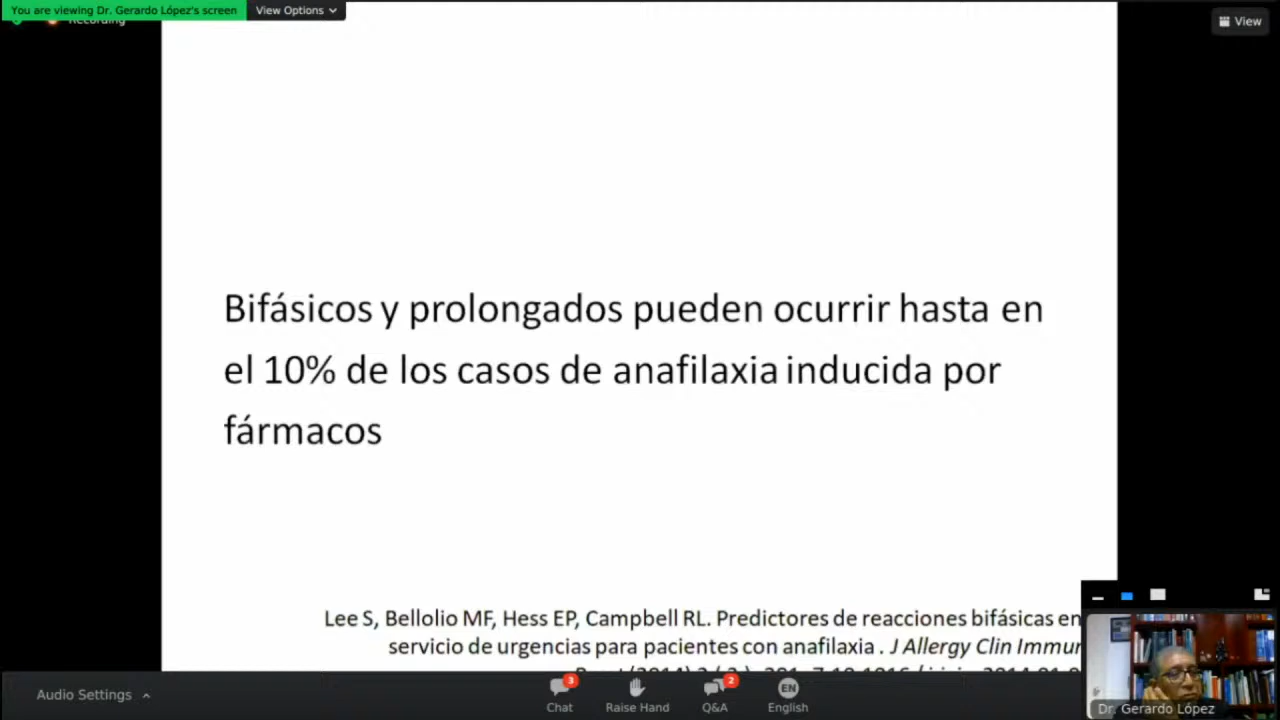 You are viewing Dr. Gerardo López's screen
View Options
Recording
View
Bifásicos y prolongados pueden ocurrir hasta en
el 10% de los casos de anafilaxia inducida por
fármacos
Lee S, Bellolio MF, Hess EP, Campbell RL. Predictores de reacciones bifásicas en
servicio de urgencias para pacientes con anafilaxia . J Allergy Clin Immun
Audio Settings
3
Chat
Raise Hand
2
Q&A
EN
English
Dr. Gerardo López